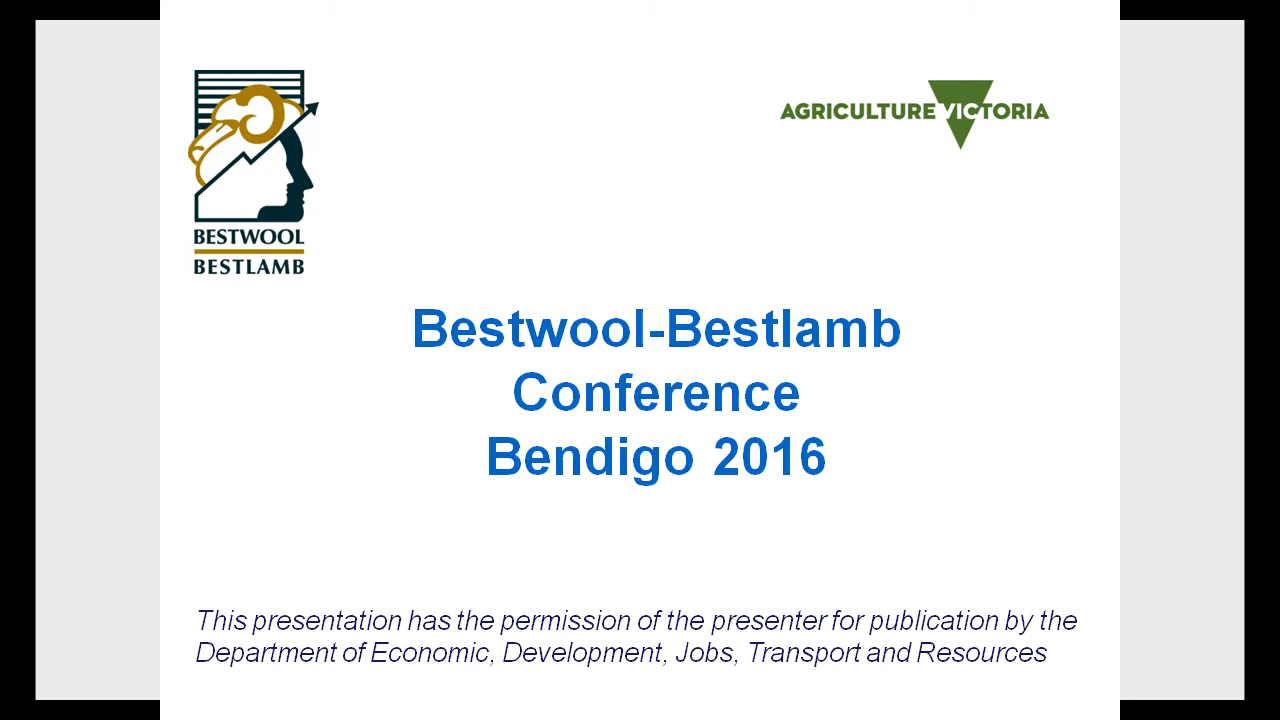 BESTWOOL
BESTLAMB
AGRICULTURE VICTORIA
Bestwool-Bestlamb
Conference
Bendigo 2016
This presentation has the permission of the presenter for publication by the
Department of Economic, Development, Jobs, Transport and Resources